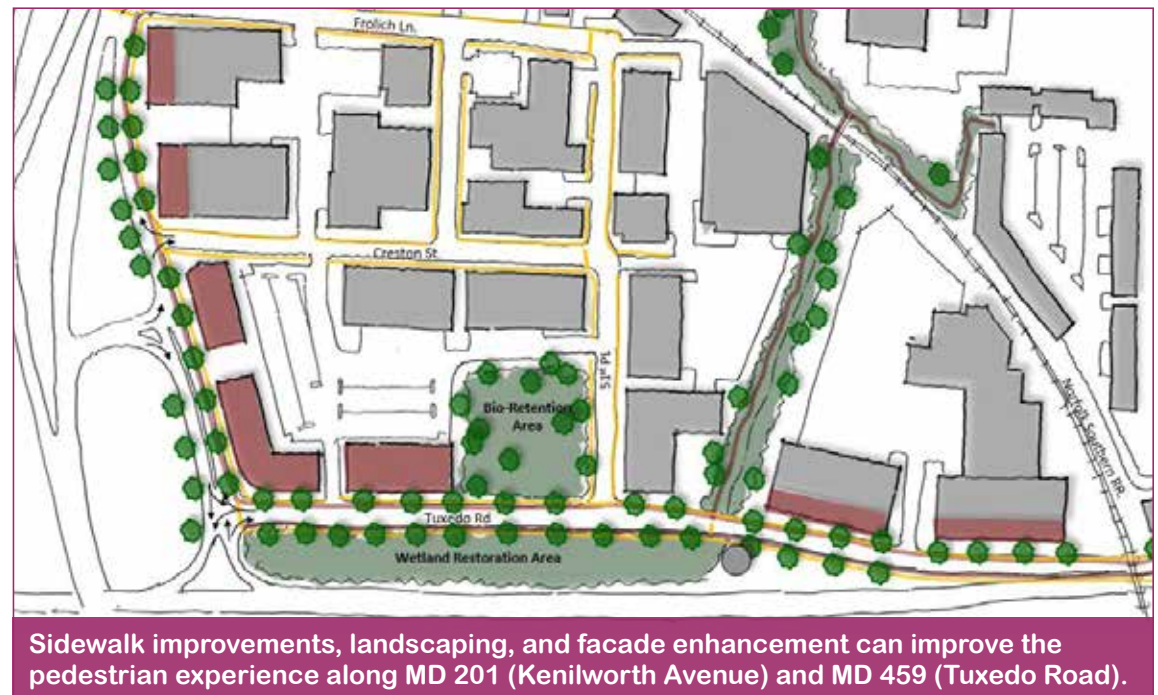 Frolich Ln.
Creston St.
51st PL
Bio-Retention
Area
Norfolk Southern RR.
Tuxedo Rd
Wetland Restoration Area
Sidewalk improvements, landscaping, and facade enhancement can improve the
pedestrian experience along MD 201 (Kenilworth Avenue) and MD 459 (Tuxedo Road).